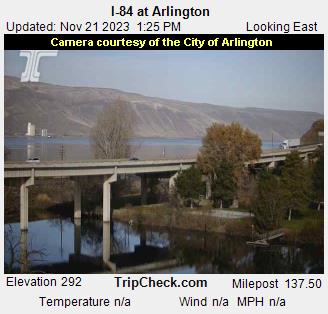 I-84 at Arlington
Updated: Nov 21 2023 1:25 PM Looking East
Camera courtesy of the City of Arlington
Elevation 292 TripCheck.com Milepost 137.50
Temperature n/a Wind n/a MPH n/a